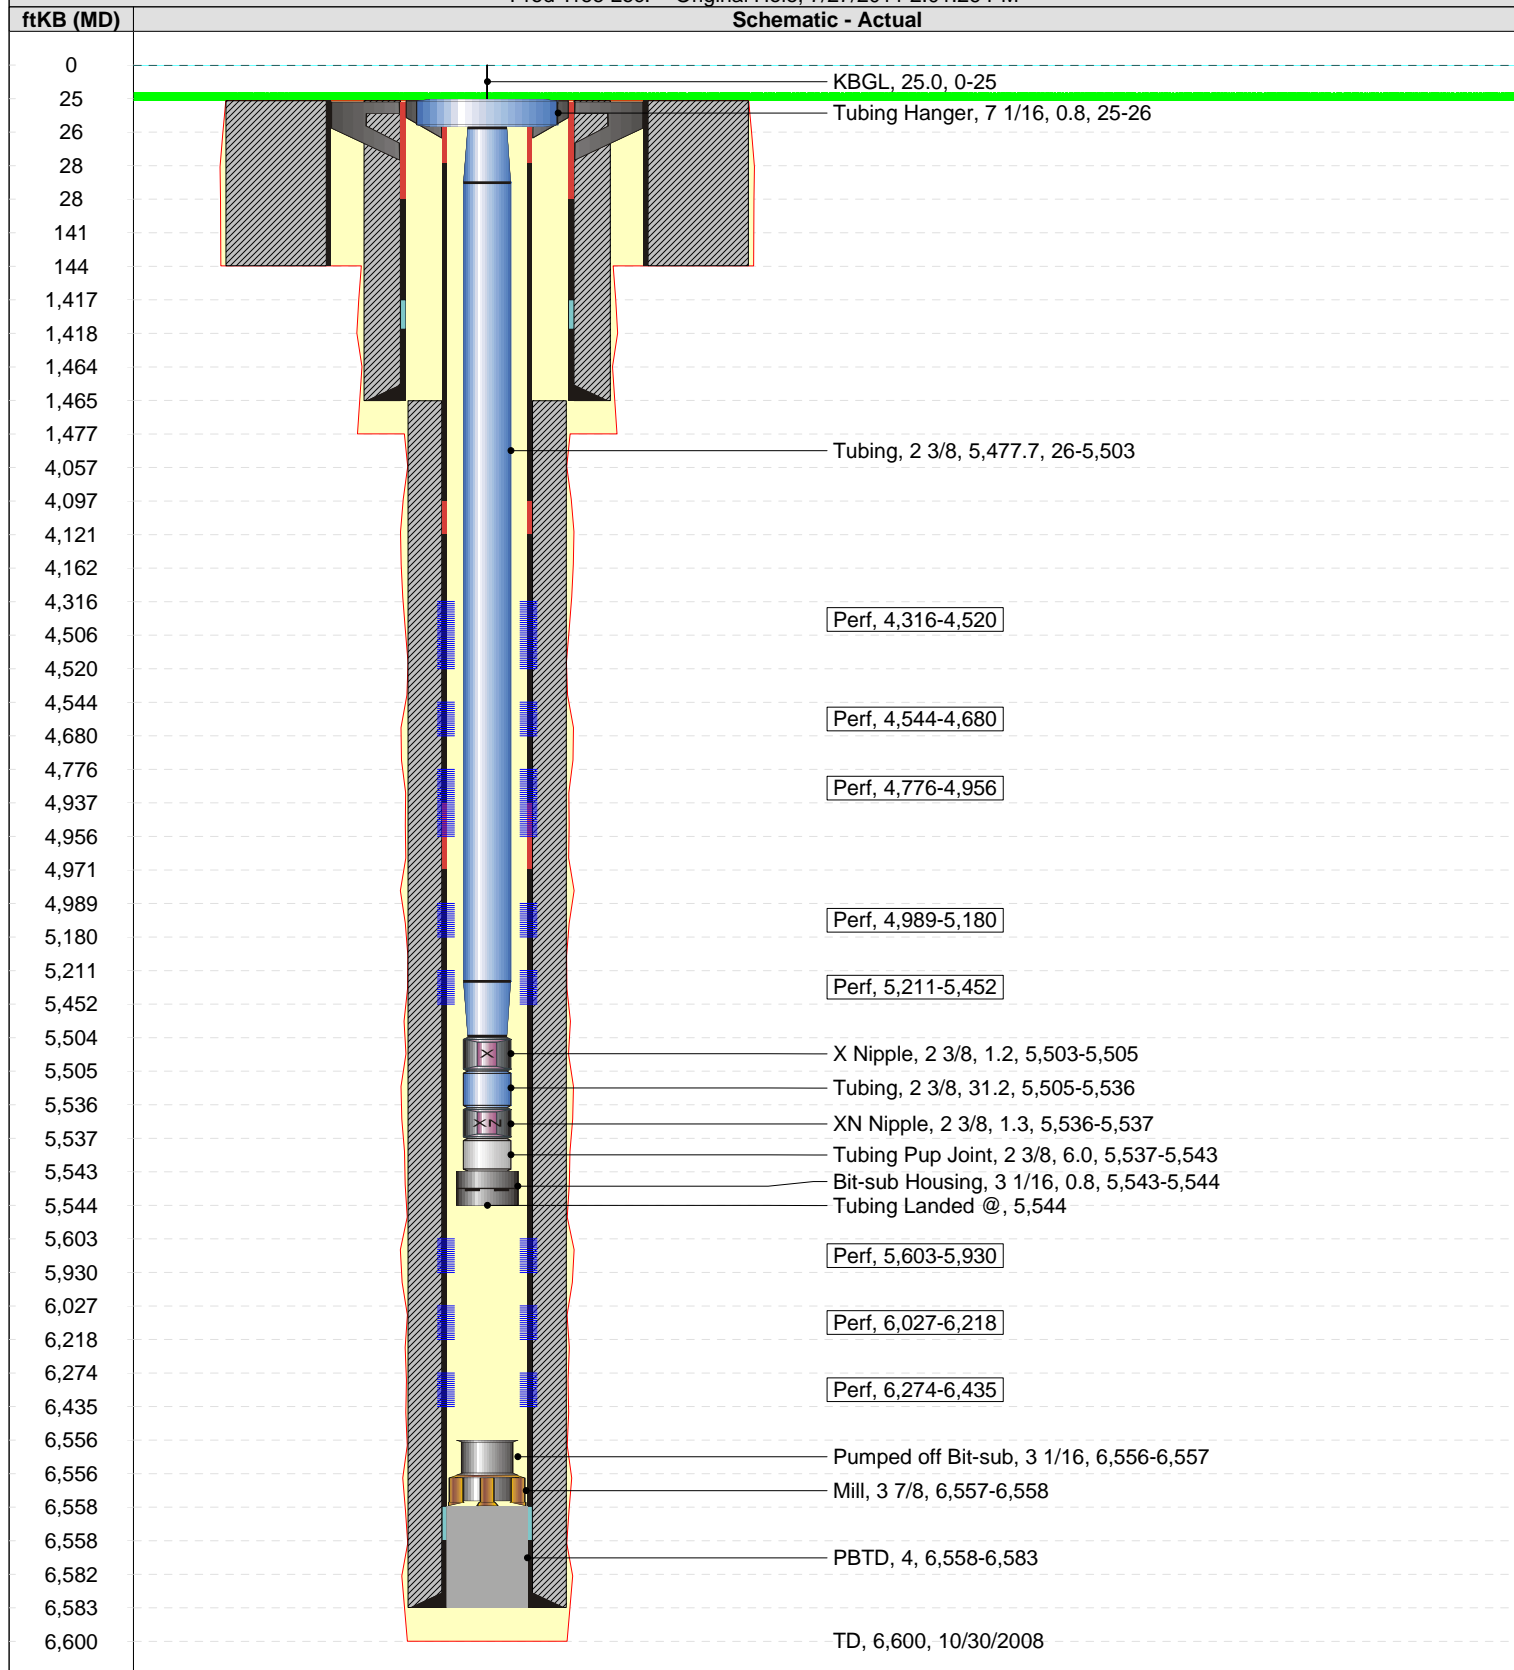 ftKB (MD) Schematic - Actual
0
KBGL, 25.0, 0-25
25
Tubing Hanger, 7 1/16, 0.8, 25-26
26
28
28
141
144
1,417
1,418
1,464
1,465
1,477
Tubing, 2 3/8, 5,477.7, 26-5,503
4,057
4,097
4,121
4,162
4,316
Perf, 4,316-4,520
4,506
4,520
4,544
Perf, 4,544-4,680
4,680
4,776
Perf, 4,776-4,956
4,937
4,956
4,971
4,989
Perf, 4,989-5,180
5,180
5,211
Perf, 5,211-5,452
5,452
5,504
X
X Nipple, 2 3/8, 1.2, 5,503-5,505
5,505
Tubing, 2 3/8, 31.2, 5,505-5,536
5,536
XN
XN Nipple, 2 3/8, 1.3, 5,536-5,537
5,537
Tubing Pup Joint, 2 3/8, 6.0, 5,537-5,543
5,543
Bit-sub Housing, 3 1/16, 0.8, 5,543-5,544
5,544
Tubing Landed @, 5,544
5,603
Perf, 5,603-5,930
5,930
6,027
Perf, 6,027-6,218
6,218
6,274
Perf, 6,274-6,435
6,435
6,556
Pumped off Bit-sub, 3 1/16, 6,556-6,557
6,556
Mill, 3 7/8, 6,557-6,558
6,558
6,558
PBTD, 4, 6,558-6,583
6,582
6,583
6,600
TD, 6,600, 10/30/2008